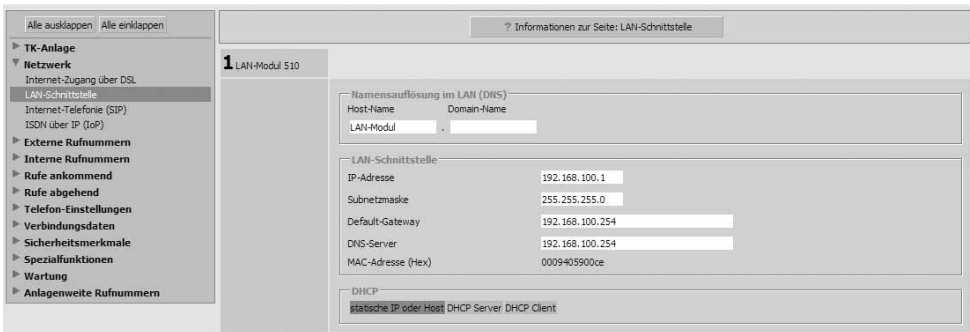 Alle ausklappen Alle einklappen
TK-Anlage
Netzwerk
Internet-Zugang über DSL
LAN-Schnittstelle
Internet-Telefonie (SIP)
ISDN über IP (IoP)
Externe Rufnummern
Interne Rufnummern
Rufe ankommend
Rufe abgehend
Telefon-Einstellungen
Verbindungsdaten
Sicherheitsmerkmale
Spezialfunktionen
Wartung
Anlagenweite Rufnummern
? Informationen zur Seite: LAN-Schnittstelle
1 LAN-Modul 510
Namensauflösung im LAN (DNS)
Host-Name Domain-Name
LAN-Modul .
LAN-Schnittstelle
IP-Adresse 192.168.100.1
Subnetzmaske 255.255.255.0
Default-Gateway 192.168.100.254
DNS-Server 192.168.100.254
MAC-Adresse (Hex) 0009405900ce
DHCP
statische IP oder Host DHCP Server DHCP Client